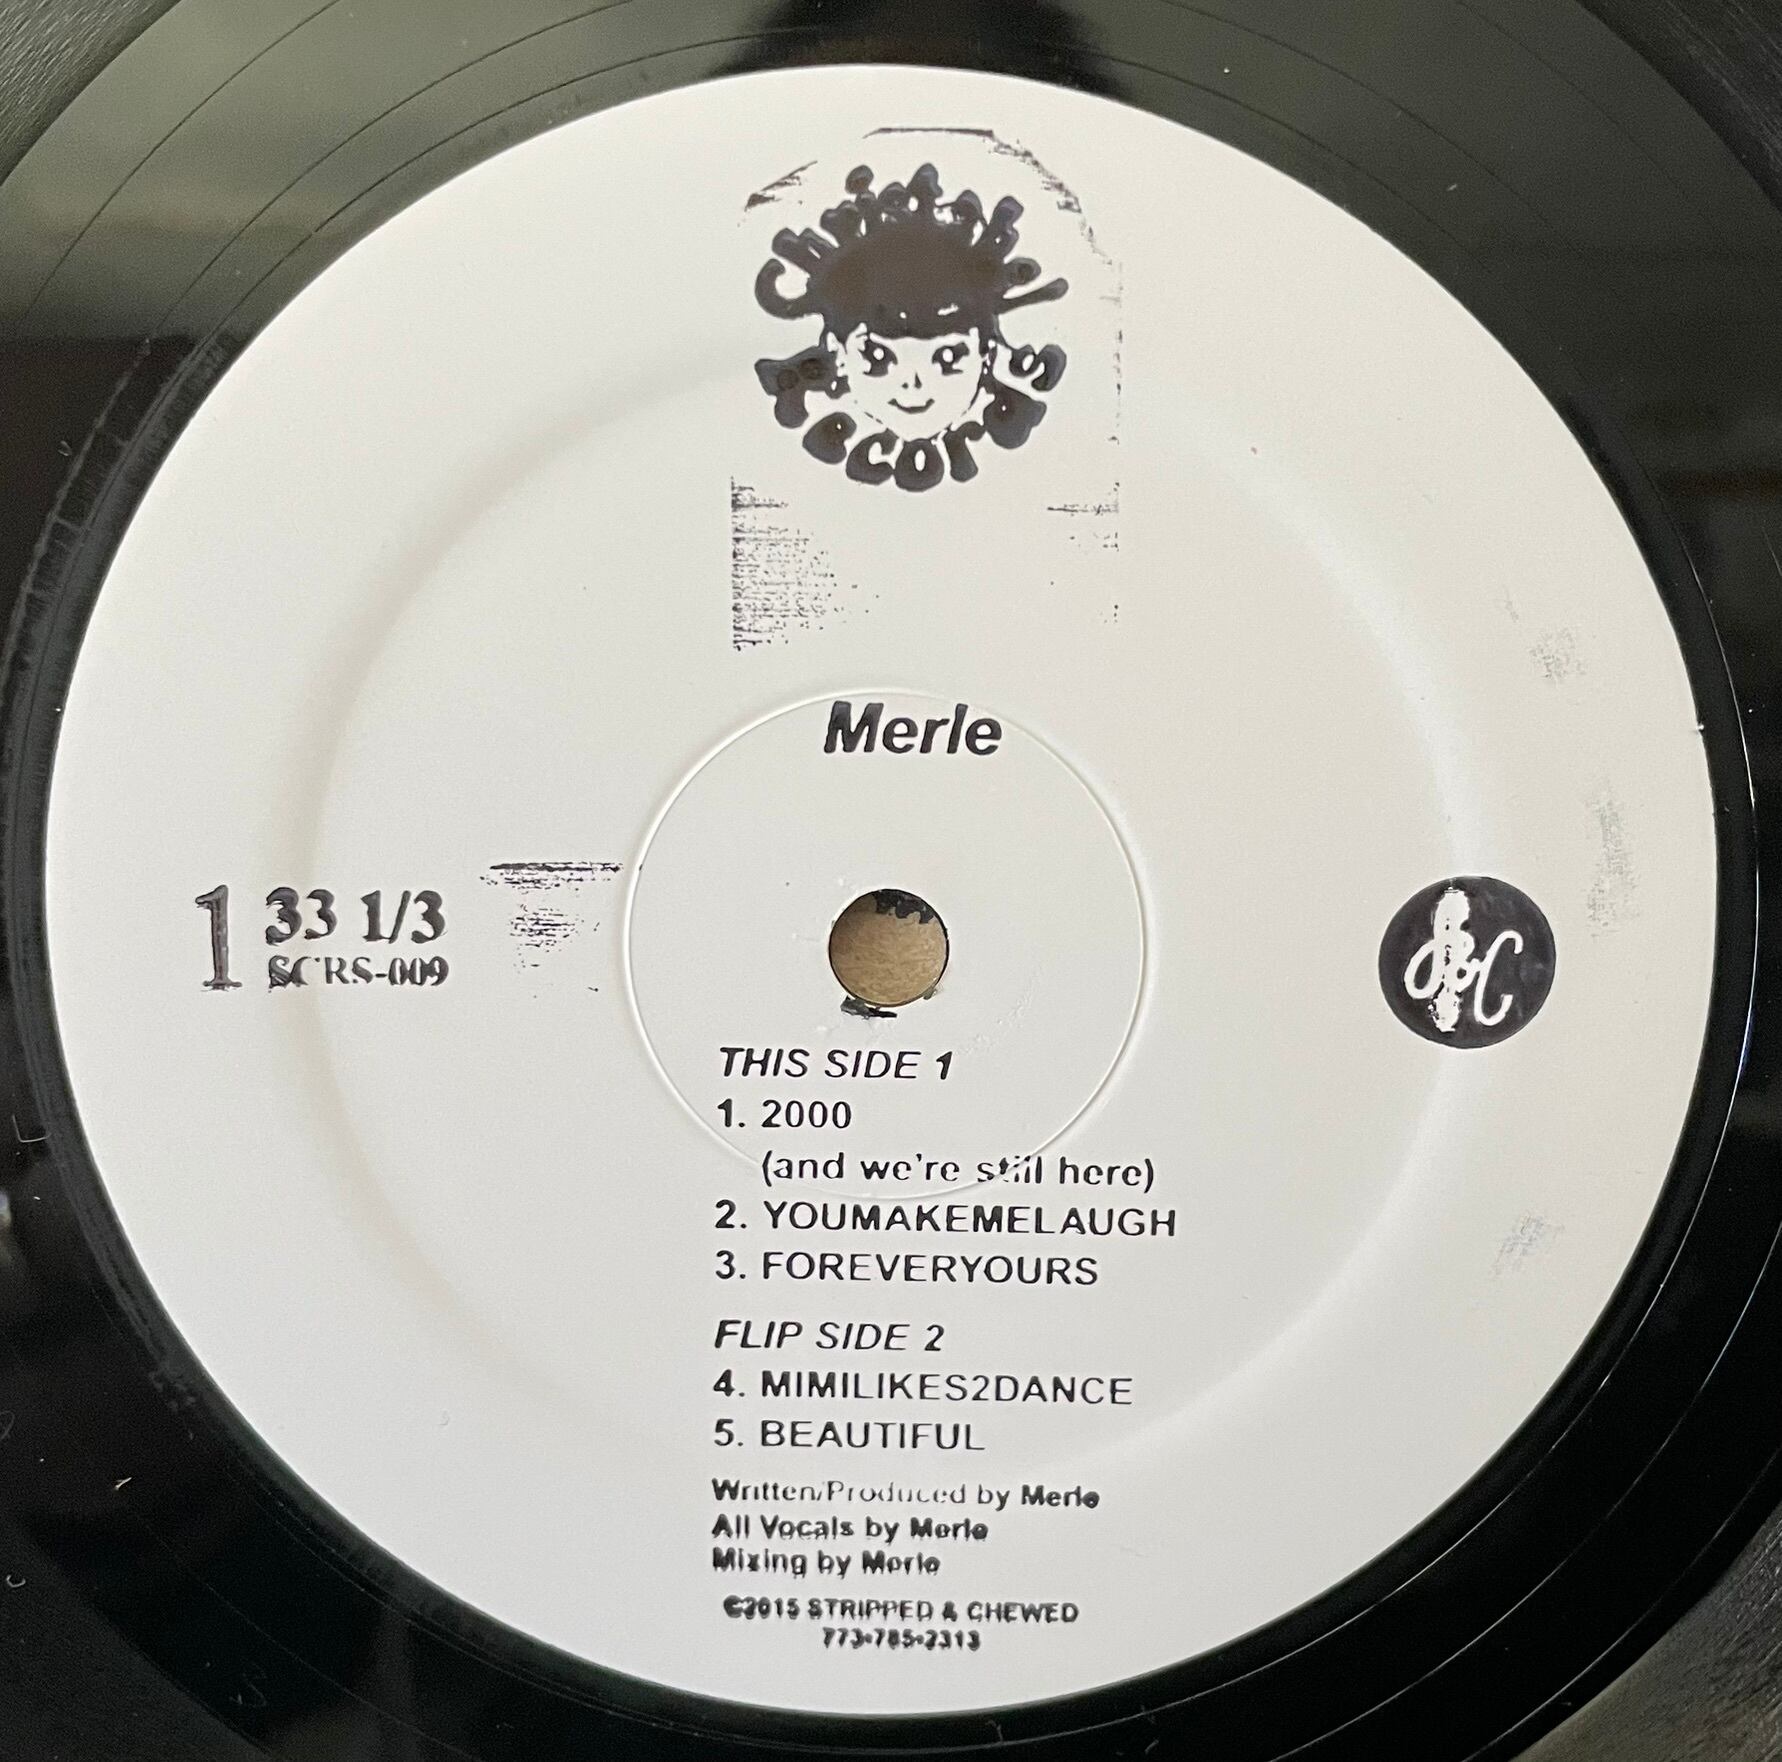 Records
Merle
1 33 1/3
SCRS-009
S&C
THIS SIDE 1
1. 2000
(and we're still here)
2. YOUMAKEMELAUGH
3. FOREVERYOURS
FLIP SIDE 2
4. MIMILIKES2DANCE
5. BEAUTIFUL
Written/Produced by Merle
All Vocals by Merle
Mixing by Merle
©2015 STRIPPED & CHEWED
773•785•2313